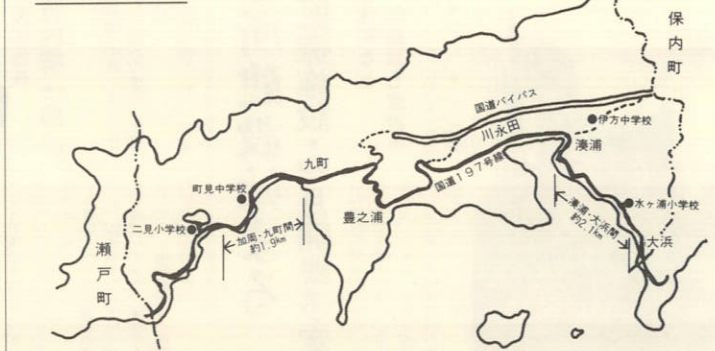 保内町
国道バイパス
伊方中学校
川永田
湊浦
九町
国道197号線
町見中学校
豊之浦
水ヶ浦小学校
二見小学校
加周・九町間
約1.9km
湊浦・大浜間
約2.1km
大浜
瀬戸町